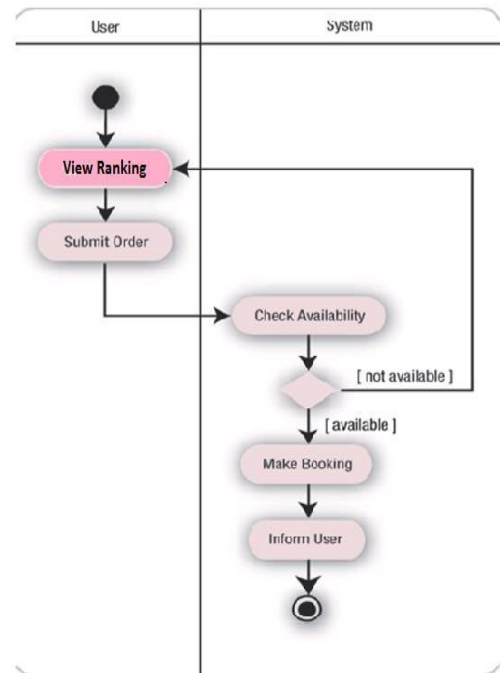 User
System
View Ranking
Submit Order
Check Availability
[ not available ]
[ available ]
Make Booking
Inform User